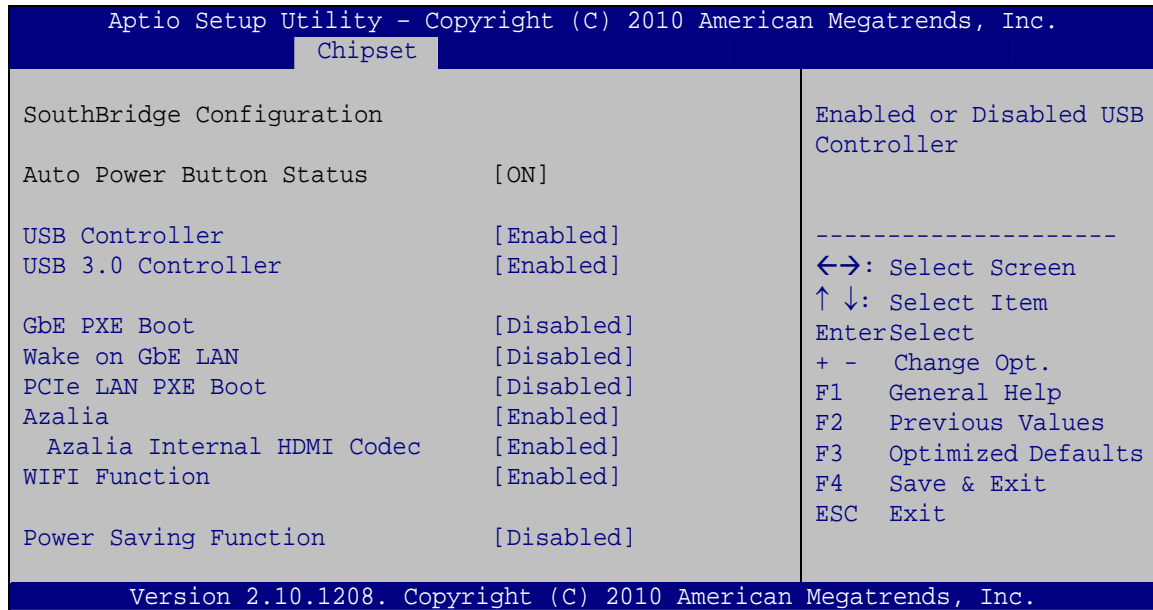 Aptio Setup Utility – Copyright (C) 2010 American Megatrends, Inc.
Chipset
SouthBridge Configuration
Auto Power Button Status [ON]
USB Controller [Enabled]
USB 3.0 Controller [Enabled]
GbE PXE Boot [Disabled]
Wake on GbE LAN [Disabled]
PCIe LAN PXE Boot [Disabled]
Azalia [Enabled]
Azalia Internal HDMI Codec [Enabled]
WIFI Function [Enabled]
Power Saving Function [Disabled]
Enabled or Disabled USB
Controller
---------------------
←→: Select Screen
↑ ↓: Select Item
EnterSelect
+ - Change Opt.
F1 General Help
F2 Previous Values
F3 Optimized Defaults
F4 Save & Exit
ESC Exit
Version 2.10.1208. Copyright (C) 2010 American Megatrends, Inc.